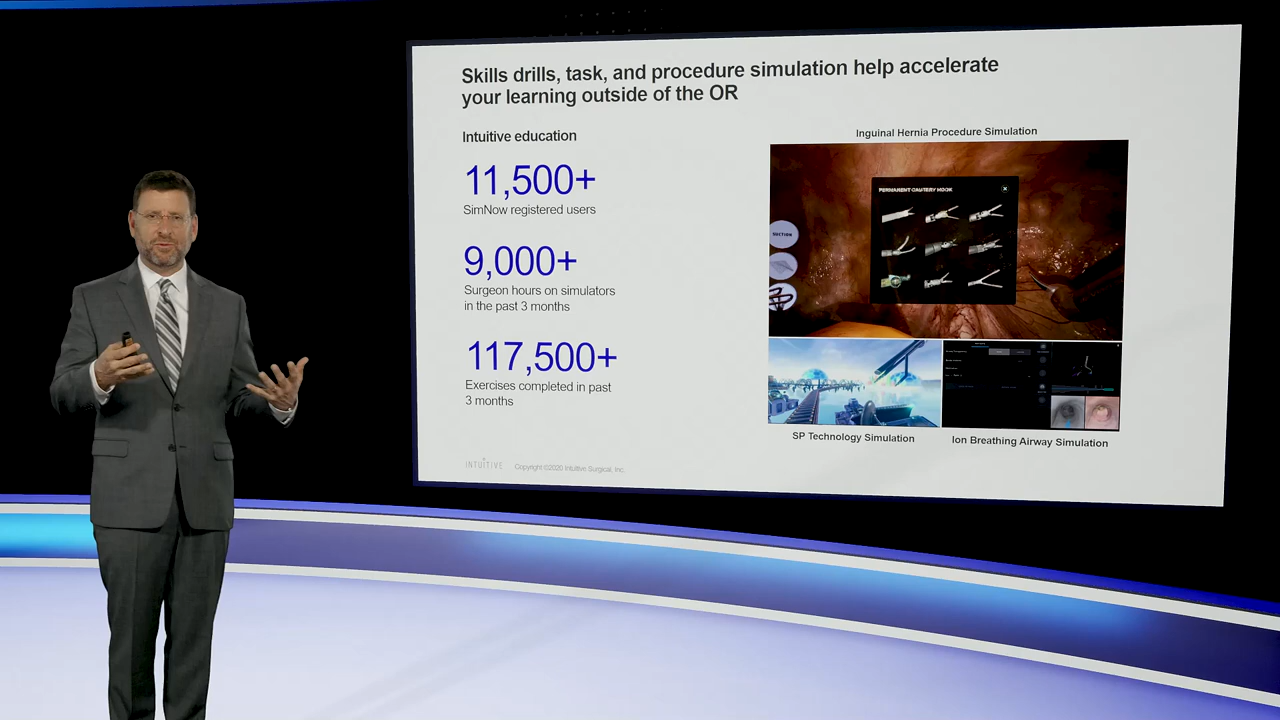 Skills drills, task, and procedure simulation help accelerate
your learning outside of the OR
Intuitive education
11,500+
SimNow registered users
9,000+
Surgeon hours on simulators
in the past 3 months
117,500+
Exercises completed in past
3 months
Inguinal Hernia Procedure Simulation
PERMANENT CAUTERY HOOK
SUCTION
SP Technology Simulation
Ion Breathing Airway Simulation
INTUITIVE
Copyright ©2020 Intuitive Surgical, Inc.